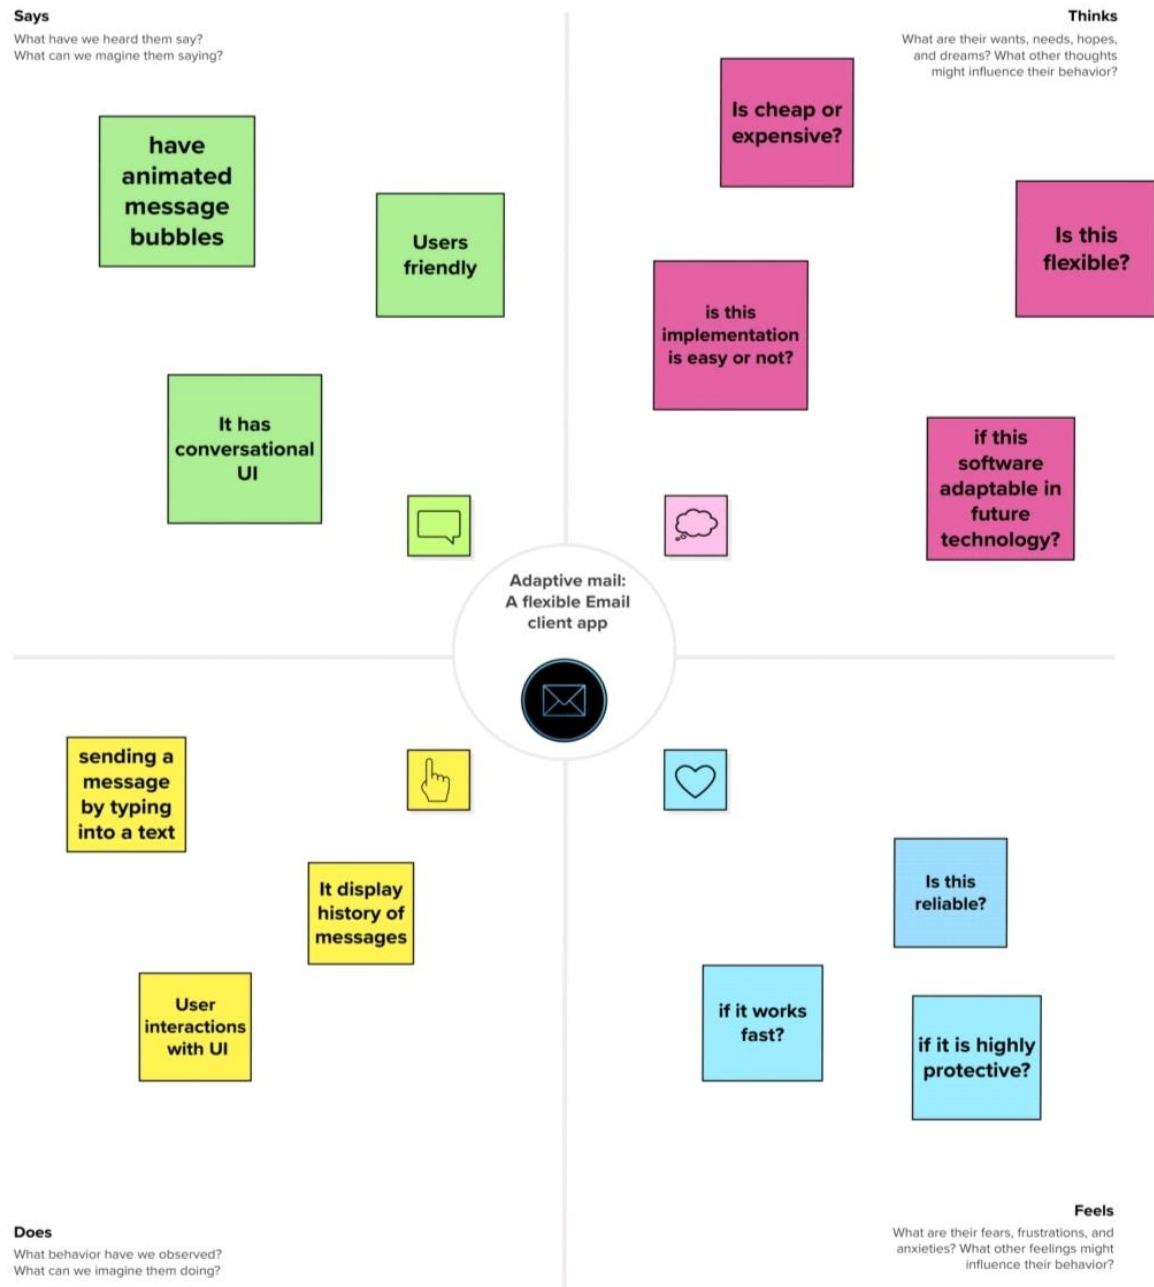 Says
What have we heard them say?
What can we magine them saying?
have
animated
message
bubbles
Users
friendly
It has
conversational
UI
Thinks
What are their wants, needs, hopes,
and dreams? What other thoughts
might influence their behavior?
Is cheap or
expensive?
Is this
flexible?
is this
implementation
is easy or not?
if this
software
adaptable in
future
technology?
Adaptive mail:
A flexible Email
client app
sending a
message
by typing
into a text
It display
history of
messages
User
interactions
with UI
Does
What behavior have we observed?
What can we imagine them doing?
Is this
reliable?
if it works
fast?
if it is highly
protective?
Feels
What are their fears, frustrations, and
anxieties? What other feelings might
influence their behavior?